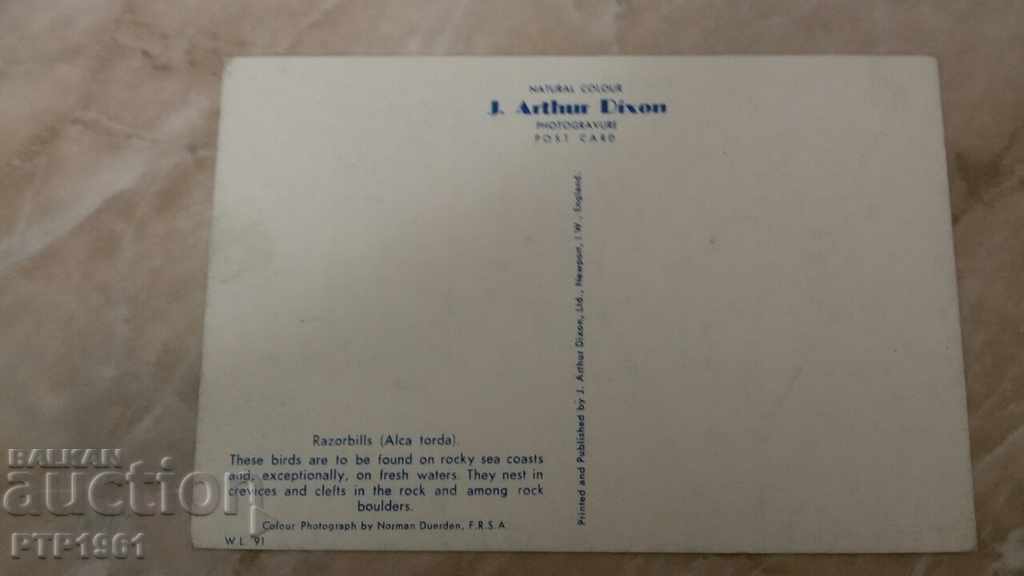 NATURAL COLOUR
J. Arthur Dixon
PHOTOGRAVURE
POST CARD
Printed and Published by J. Arthur Dixon, Ltd., Newport, I.W., England.
Razorbills (Alca torda).
These birds are to be found on rocky sea coasts
and, exceptionally, on fresh waters. They nest in
crevices and clefts in the rock and among rock
boulders.
Colour Photograph by Norman Duerden, F.R.S.A
W L 91
BALKAN
auction
PTP1961